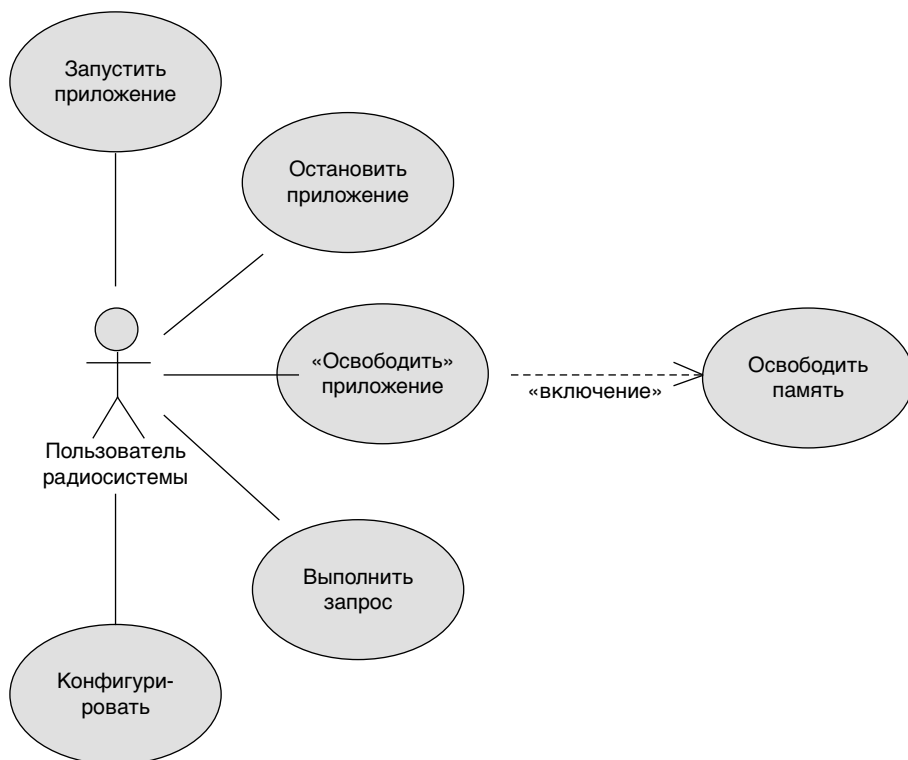 Запустить
приложение
Остановить
приложение
«Освободить»
приложение
«включение»
Освободить
память
Пользователь
радиосистемы
Выполнить
запрос
Конфигури-
ровать